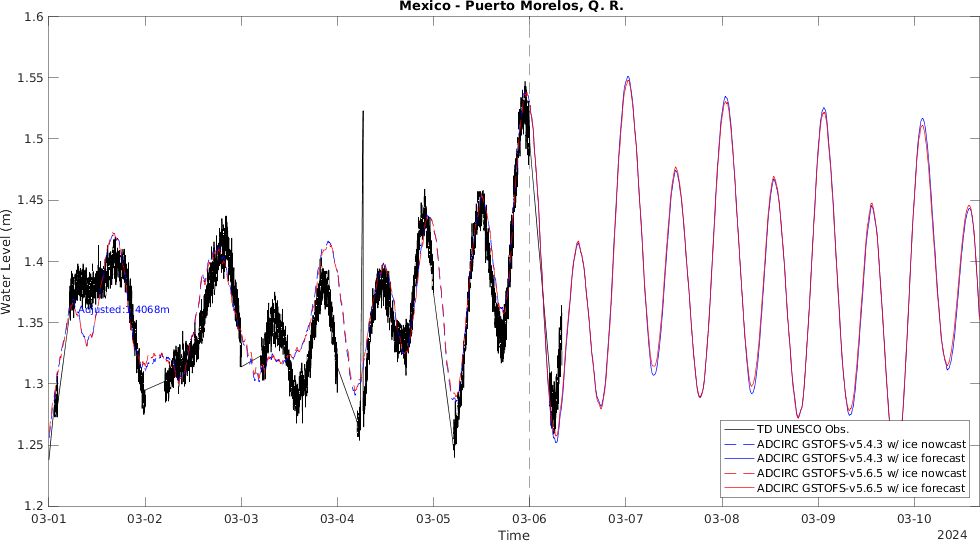 Mexico - Puerto Morelos, Q. R.
Water Level (m)
1.6
1.55
1.5
1.45
1.4
1.35
1.3
1.25
1.2
Adjusted:1.4068m
TD UNESCO Obs.
ADCIRC GSTOFS-v5.4.3 w/ ice nowcast
ADCIRC GSTOFS-v5.4.3 w/ ice forecast
ADCIRC GSTOFS-v5.6.5 w/ ice nowcast
ADCIRC GSTOFS-v5.6.5 w/ ice forecast
03-01 03-02 03-03 03-04 03-05 03-06 03-07 03-08 03-09 03-10
Time
2024